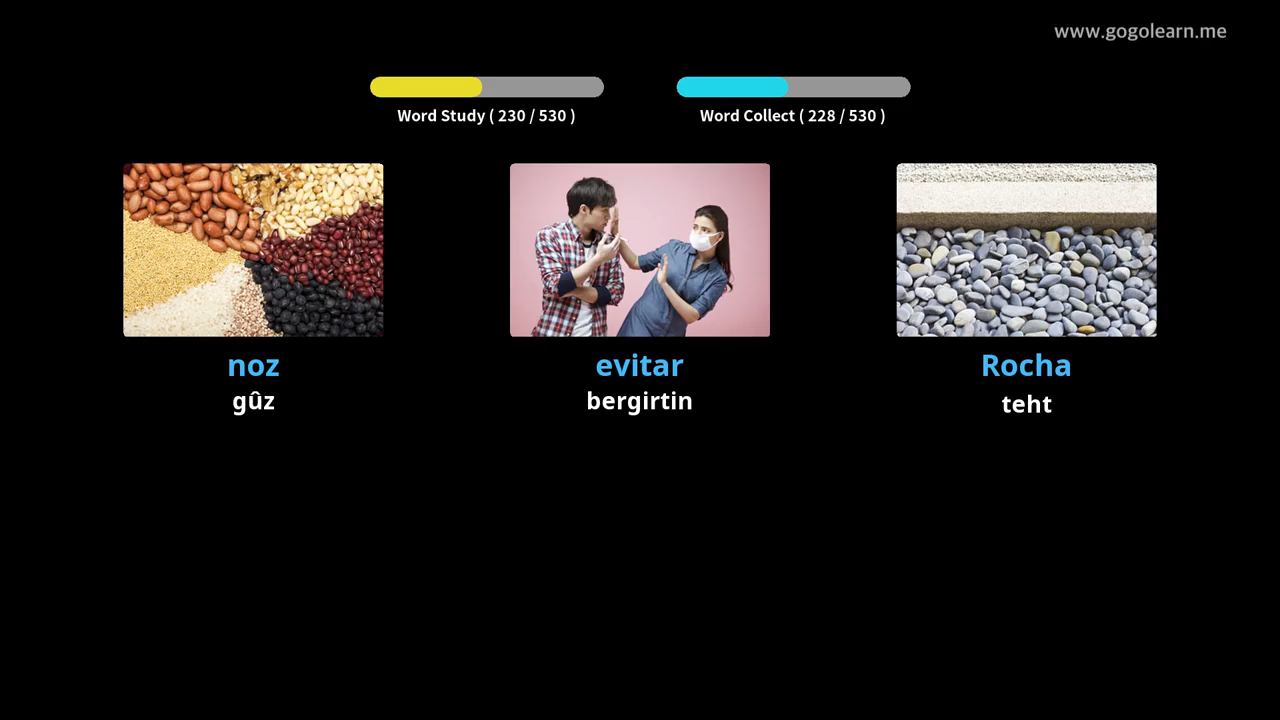 www.gogolearn.me
Word Study ( 230 / 530 )
Word Collect ( 228 / 530 )
noz
gûz
evitar
bergirtin
Rocha
teht